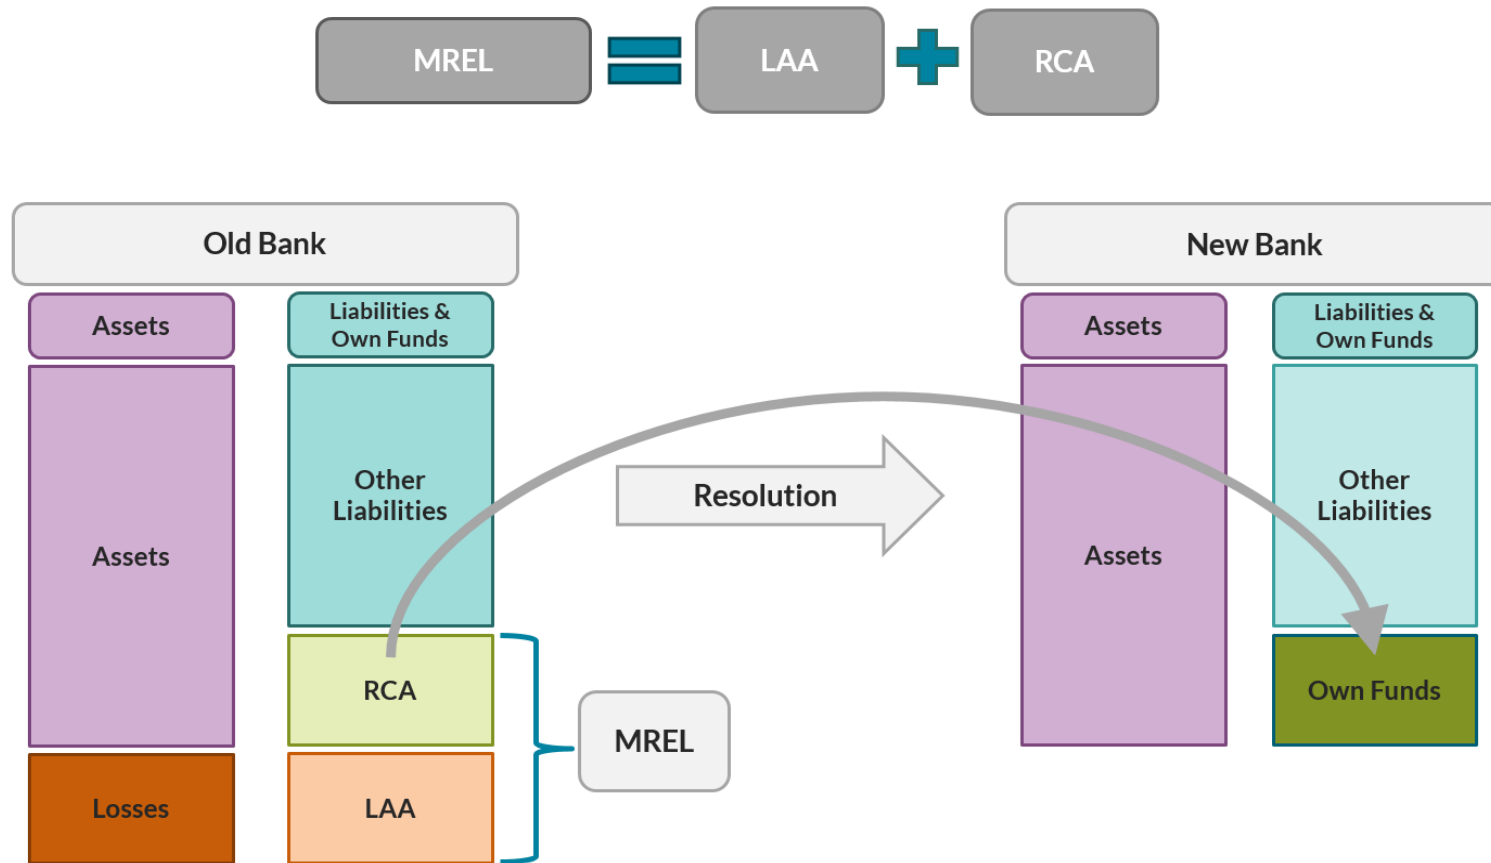 MREL
LAA
RCA
Old Bank
New Bank
Assets
Liabilities &
Own Funds
Assets
Liabilities &
Own Funds
Other
Liabilities
Resolution
Other
Liabilities
Assets
Assets
RCA
Own Funds
MREL
Losses
LAA